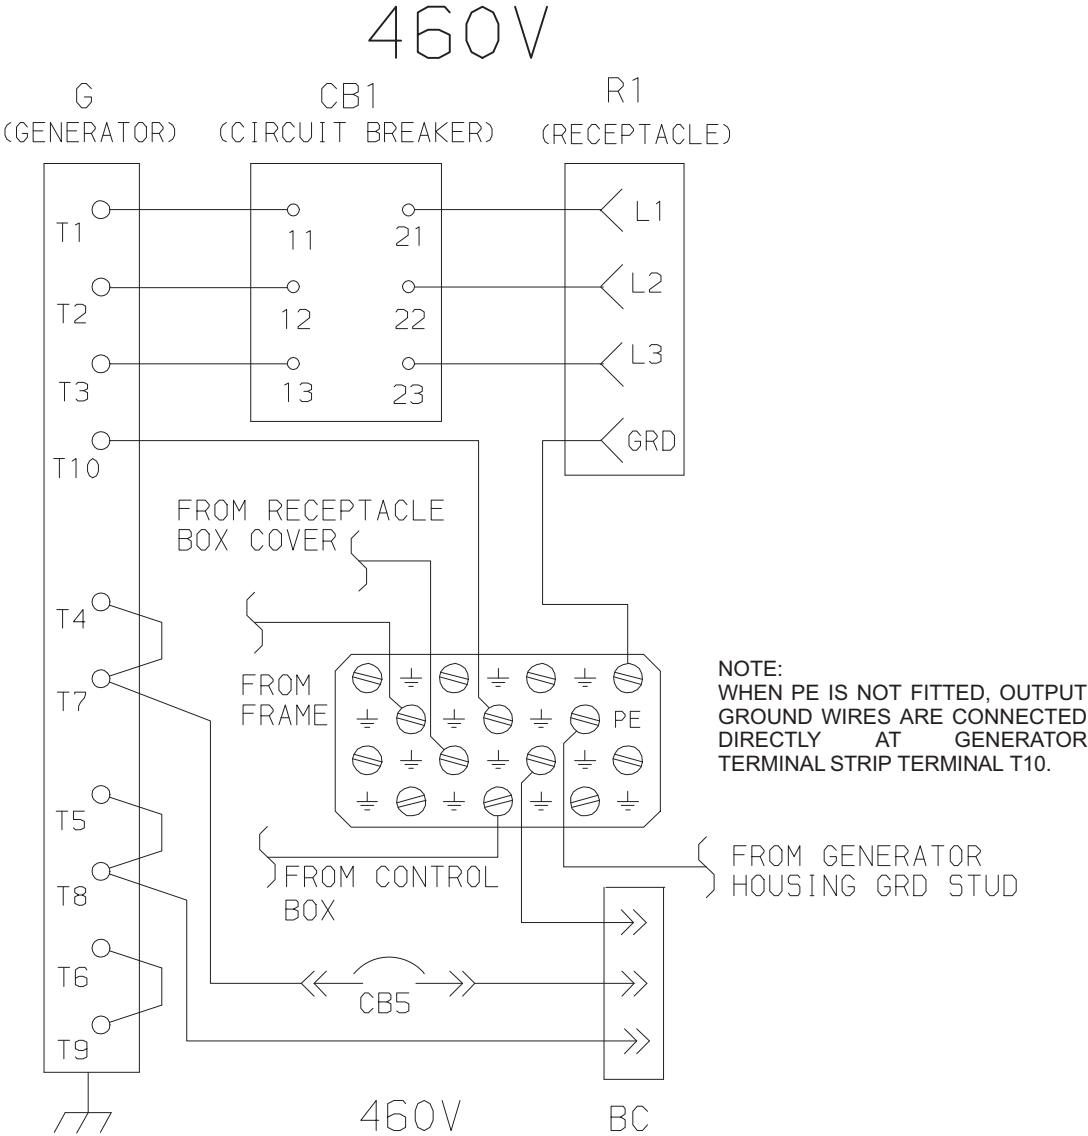 460V
G
(GENERATOR)
CB1
(CIRCUIT BREAKER)
R1
(RECEPTACLE)
T1
11
21
L1
T2
12
22
L2
T3
13
23
L3
T10
GRD
FROM RECEPTACLE
BOX COVER
T4
T7
FROM
FRAME
PE
NOTE:
WHEN PE IS NOT FITTED, OUTPUT
GROUND WIRES ARE CONNECTED
DIRECTLY AT GENERATOR
TERMINAL STRIP TERMINAL T10.
T5
T8
FROM CONTROL
BOX
FROM GENERATOR
HOUSING GRD STUD
T6
CB5
T9
460V
BC